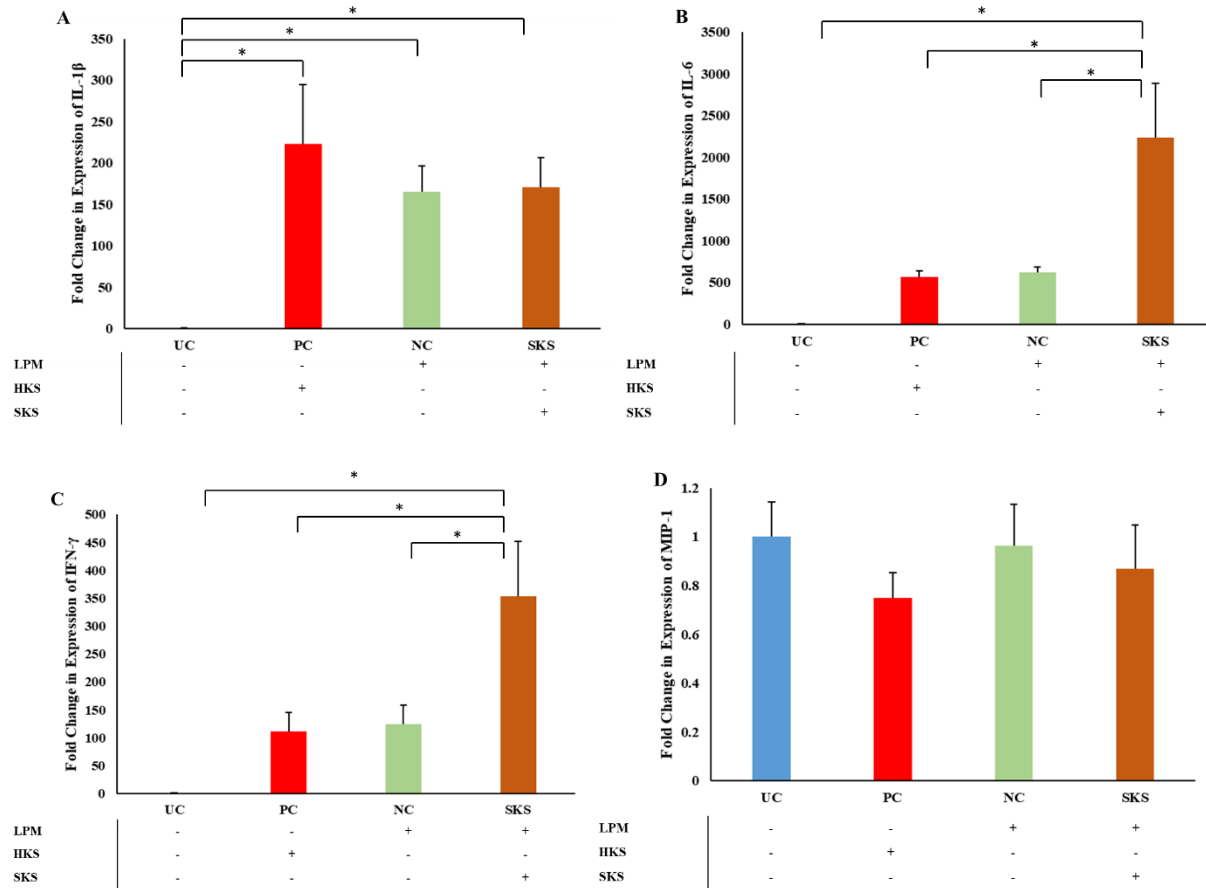 A
*
*
*
Fold Change in Expression of IL-1β
350
300
250
200
150
100
50
0
UC PC NC SKS
LPM - - + +
HKS - + - -
SKS - - - +
B
*
*
*
Fold Change in Expression of IL-6
3500
3000
2500
2000
1500
1000
500
0
UC PC NC SKS
LPM - - + +
HKS - + - -
SKS - - - +
C
*
*
*
Fold Change in Expression of IFN-γ
500
450
400
350
300
250
200
150
100
50
0
UC PC NC SKS
LPM - - + +
HKS - + - -
SKS - - - +
D
Fold Change in Expression of MIP-1
1.2
1
0.8
0.6
0.4
0.2
0
UC PC NC SKS
LPM - - + +
HKS - + - -
SKS - - - +